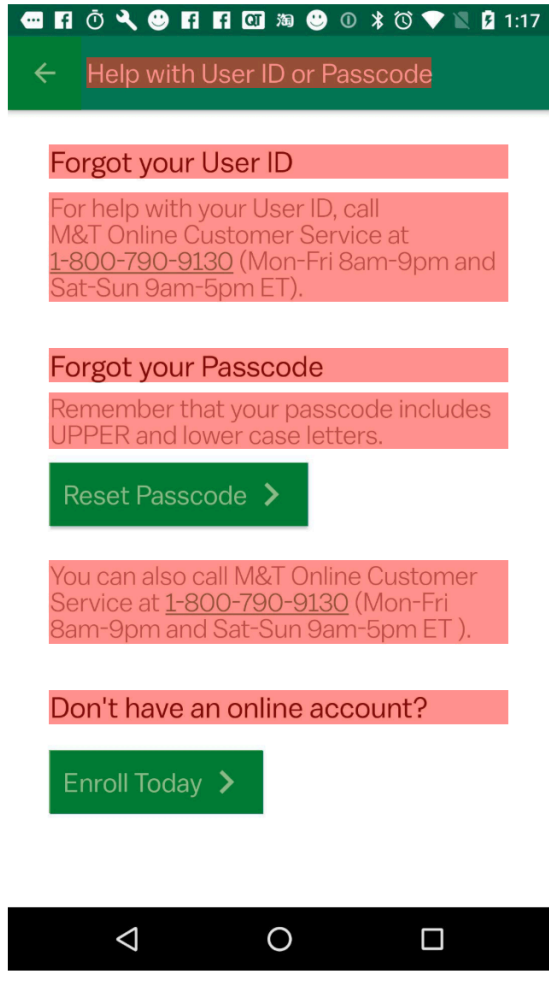 QT 淘 1:17
Help with User ID or Passcode
Forgot your User ID
For help with your User ID, call
M&T Online Customer Service at
1-800-790-9130 (Mon-Fri 8am-9pm and
Sat-Sun 9am-5pm ET).
Forgot your Passcode
Remember that your passcode includes
UPPER and lower case letters.
Reset Passcode
You can also call M&T Online Customer
Service at 1-800-790-9130 (Mon-Fri
8am-9pm and Sat-Sun 9am-5pm ET ).
Don't have an online account?
Enroll Today